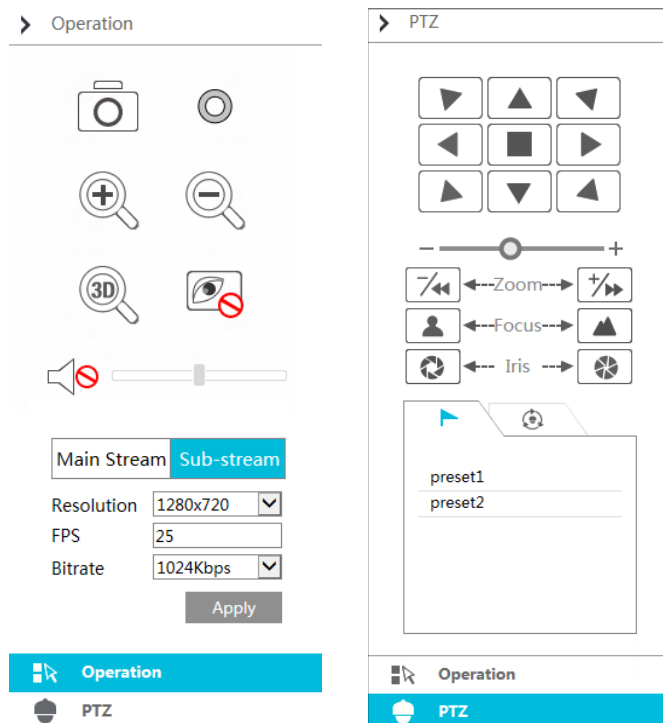 Operation
3D
Main Stream Sub-stream
Resolution 1280x720
FPS 25
Bitrate 1024Kbps
Apply
Operation
PTZ
PTZ
Zoom
Focus
Iris
preset1
preset2
Operation
PTZ